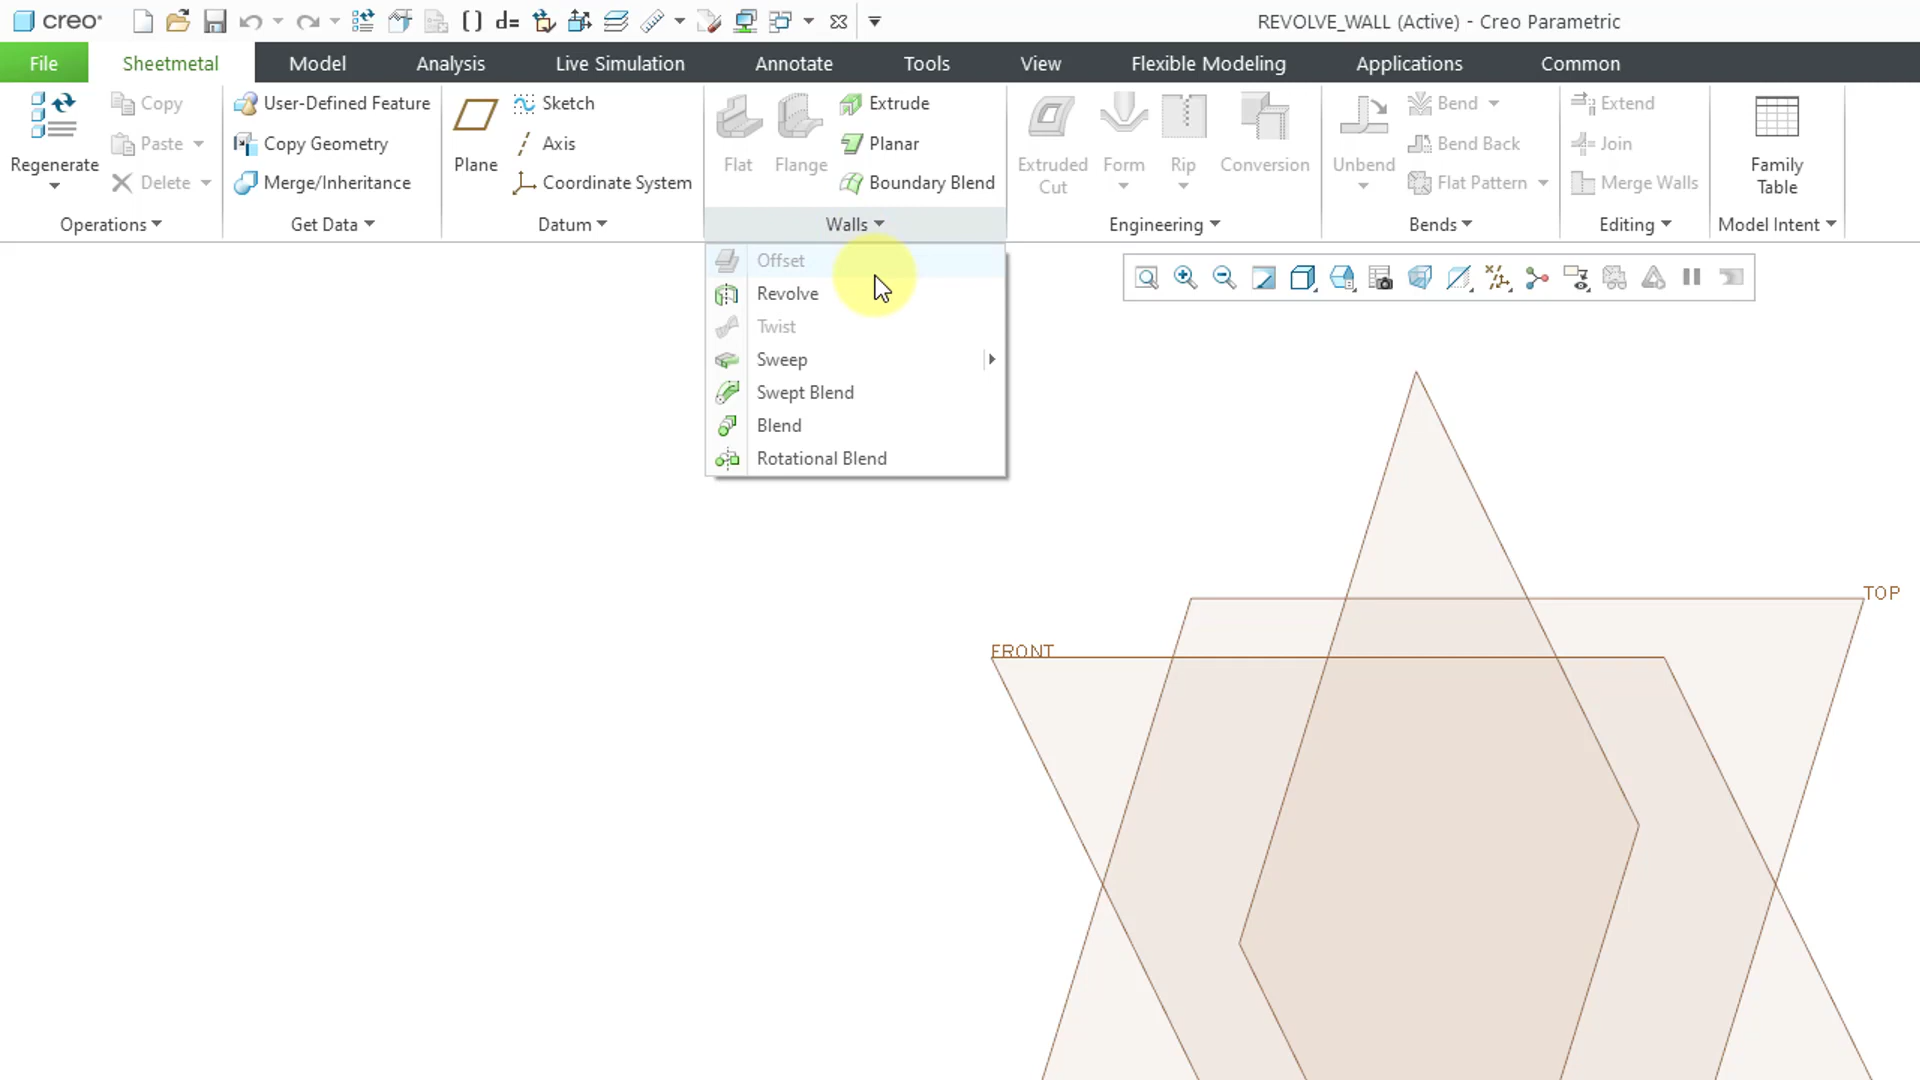 creo
REVOLVE_WALL (Active) - Creo Parametric
File
Sheetmetal
Model
Analysis
Live Simulation
Annotate
Tools
View
Flexible Modeling
Applications
Common
Regenerate
Copy
Paste
Delete
Operations
User-Defined Feature
Copy Geometry
Merge/Inheritance
Get Data
Plane
Sketch
Axis
Coordinate System
Datum
Flat
Flange
Extrude
Planar
Boundary Blend
Walls
Extruded
Cut
Form
Rip
Conversion
Engineering
Unbend
Bend
Bend Back
Flat Pattern
Bends
Extend
Join
Merge Walls
Editing
Family
Table
Model Intent
Offset
Revolve
Twist
Sweep
Swept Blend
Blend
Rotational Blend
TOP
FRONT